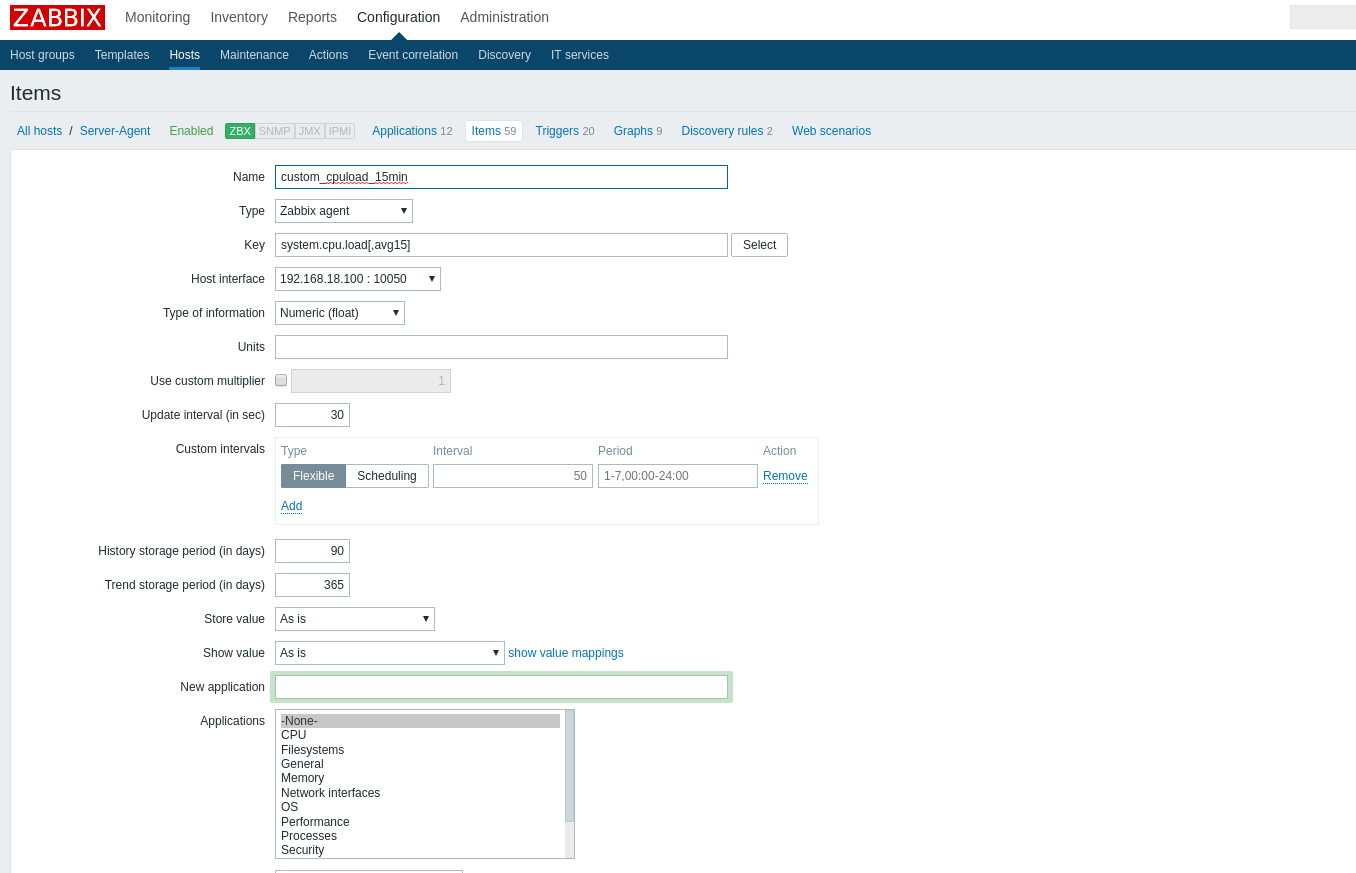 ZABBIX Monitoring Inventory Reports Configuration Administration
Host groups Templates Hosts Maintenance Actions Event correlation Discovery IT services
Items
All hosts / Server-Agent Enabled ZBX SNMP JMX IPMI Applications 12 Items 59 Triggers 20 Graphs 9 Discovery rules 2 Web scenarios
Name custom_cpuload_15min
Type Zabbix agent
Key system.cpu.load[,avg15] Select
Host interface 192.168.18.100 : 10050
Type of information Numeric (float)
Units
Use custom multiplier 1
Update interval (in sec) 30
Custom intervals Type Interval Period Action
Flexible Scheduling 50 1-7,00:00-24:00 Remove
Add
History storage period (in days) 90
Trend storage period (in days) 365
Store value As is
Show value As is show value mappings
New application
Applications -None-
CPU
Filesystems
General
Memory
Network interfaces
OS
Performance
Processes
Security